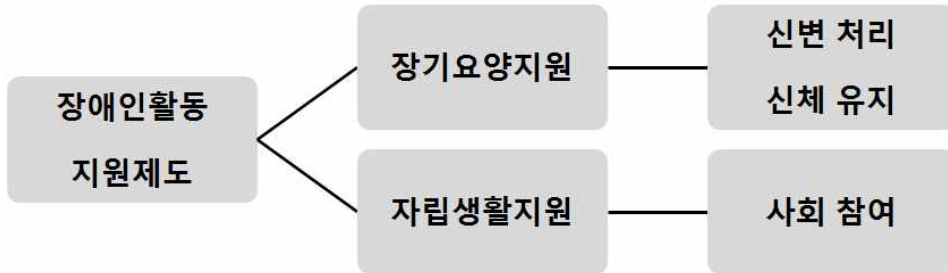 장애인활동
지원제도
장기요양지원
신변 처리
신체 유지
자립생활지원
사회 참여